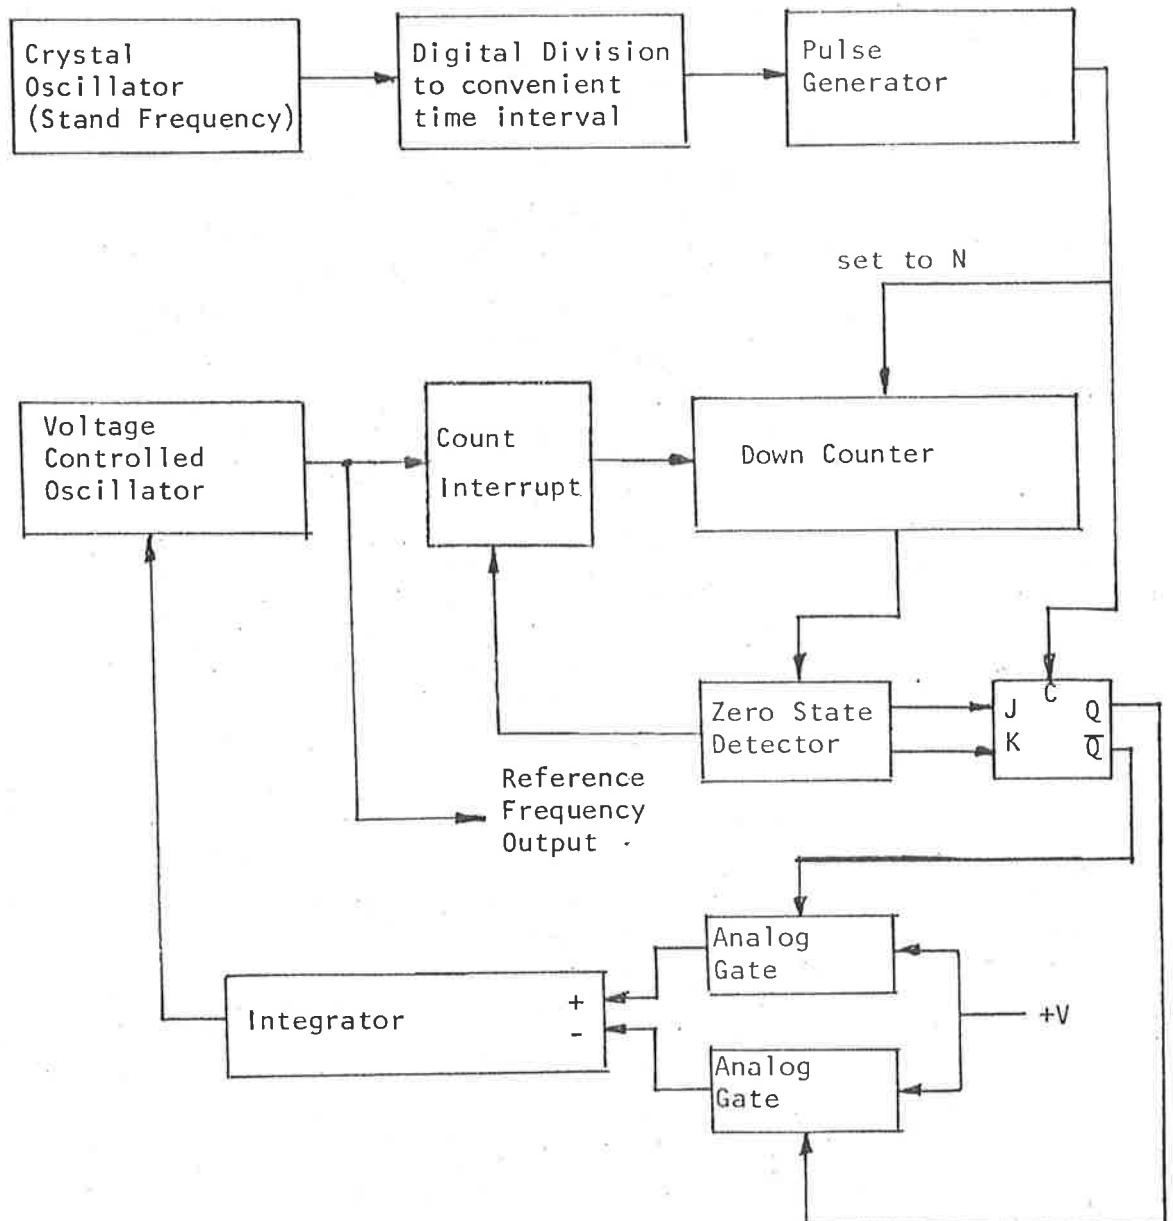 Crystal
Oscillator
(Stand Frequency)
Digital Division
to convenient
time interval
Pulse
Generator
set to N
Voltage
Controlled
Oscillator
Count
Interrupt
Down Counter
Zero State
Detector
C
J
Q
K
Q̅
Reference
Frequency
Output
Analog
Gate
Integrator
+
-
+V
Analog
Gate